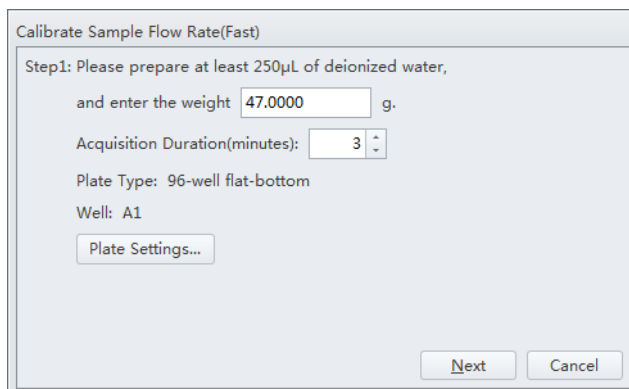 Calibrate Sample Flow Rate(Fast)
Step1: Please prepare at least 250μL of deionized water,
and enter the weight 47.0000 g.
Acquisition Duration(minutes): 3
Plate Type: 96-well flat-bottom
Well: A1
Plate Settings...
Next Cancel